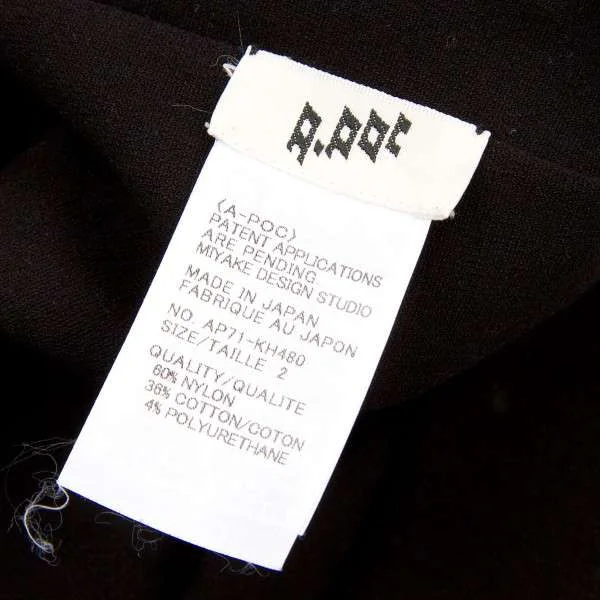 a.poc
〈A-POC〉
PATENT APPLICATIONS
ARE PENDING
MIYAKE DESIGN STUDIO
MADE IN JAPAN
FABRIQUE AU JAPON
NO. AP71-KH480
SIZE/TAILLE 2
QUALITY/QUALITE
60% NYLON
36% COTTON/COTON
4% POLYURETHANE